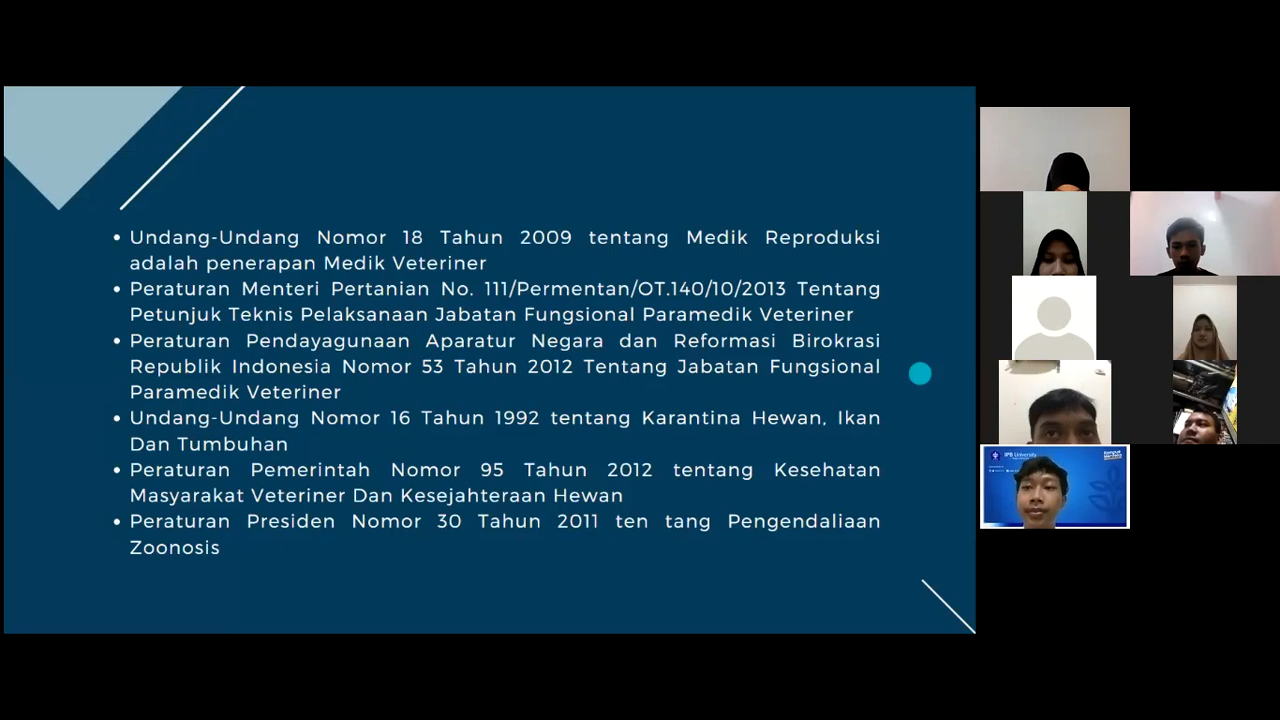 • Undang-Undang Nomor 18 Tahun 2009 tentang Medik Reproduksi
adalah penerapan Medik Veteriner
• Peraturan Menteri Pertanian No. 111/Permentan/OT.140/10/2013 Tentang
Petunjuk Teknis Pelaksanaan Jabatan Fungsional Paramedik Veteriner
• Peraturan Pendayagunaan Aparatur Negara dan Reformasi Birokrasi
Republik Indonesia Nomor 53 Tahun 2012 Tentang Jabatan Fungsional
Paramedik Veteriner
• Undang-Undang Nomor 16 Tahun 1992 tentang Karantina Hewan, Ikan
Dan Tumbuhan
• Peraturan Pemerintah Nomor 95 Tahun 2012 tentang Kesehatan
Masyarakat Veteriner Dan Kesejahteraan Hewan
• Peraturan Presiden Nomor 30 Tahun 2011 ten tang Pengendaliaan
Zoonosis
IPB University